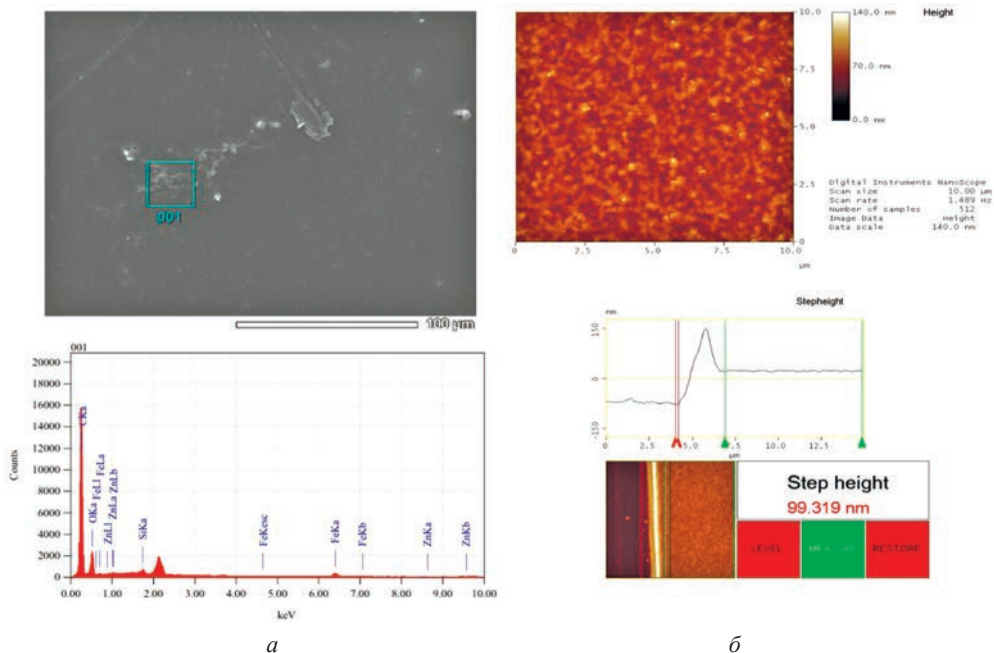 001
100 µm
001
20000
18000
16000
14000
12000
10000
8000
6000
4000
2000
0
Counts
CKa
OKa
FeLl FeLa
ZnLl
ZnLa ZnLb
SiKa
FeKesc
FeKa
FeKb
ZnKa
ZnKb
0.00 1.00 2.00 3.00 4.00 5.00 6.00 7.00 8.00 9.00 10.00
keV
а
10.0
7.5
5.0
2.5
0
0 2.5 5.0 7.5 10.0
µm
140.0 nm
70.0 nm
0.0 nm
Height
Digital Instruments NanoScope
Scan size 10.00 µm
Scan rate 1.489 Hz
Number of samples 512
Image Data Height
Data scale 140.0 nm
Stepheight
nm
150
0
-150
0 2.5 5.0 7.5 10.0 12.5
µm
Step height
99.319 nm
LEVEL MEASURE RESTORE
б